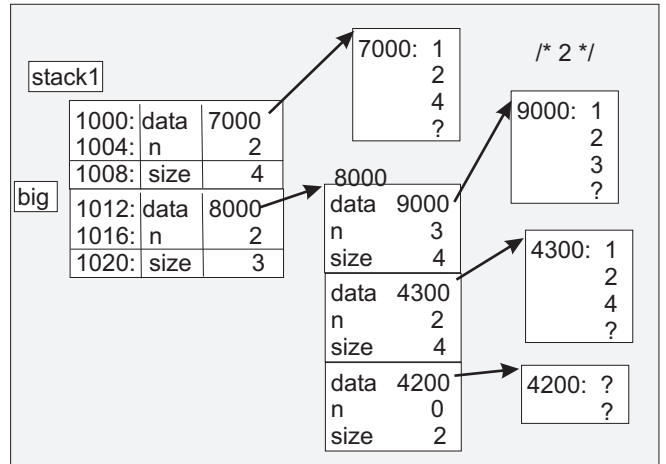 stack1
1000: data 7000
1004: n 2
1008: size 4
big
1012: data 8000
1016: n 2
1020: size 3
7000: 1
2
4
?
/* 2 */
8000
data 9000
n 3
size 4
data 4300
n 2
size 4
data 4200
n 0
size 2
9000: 1
2
3
?
4300: 1
2
4
?
4200: ?
?